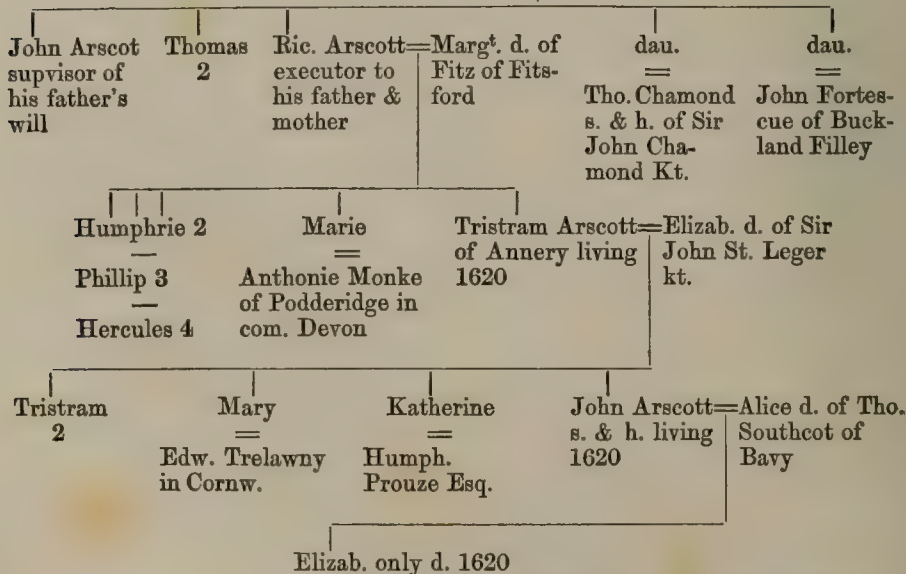 John Arscot
supvisor of
his father's
will
Thomas
2
Ric. Arscott=
executor to
his father &
mother
Margt. d. of
Fitz of Fits-
ford
dau.
=
Tho. Chamond
s. & h. of Sir
John Cha-
mond Kt.
dau.
=
John Fortes-
cue of Buck-
land Filley
Humphrie 2
—
Phillip 3
—
Hercules 4
Marie
=
Anthonie Monke
of Podderidge in
com. Devon
Tristram Arscott=
of Annery living
1620
Elizab. d. of Sir
John St. Leger
kt.
Tristram
2
Mary
=
Edw. Trelawny
in Cornw.
Katherine
=
Humph.
Prouze Esq.
John Arscott=
s. & h. living
1620
Alice d. of Tho.
Southcot of
Bavy
Elizab. only d. 1620